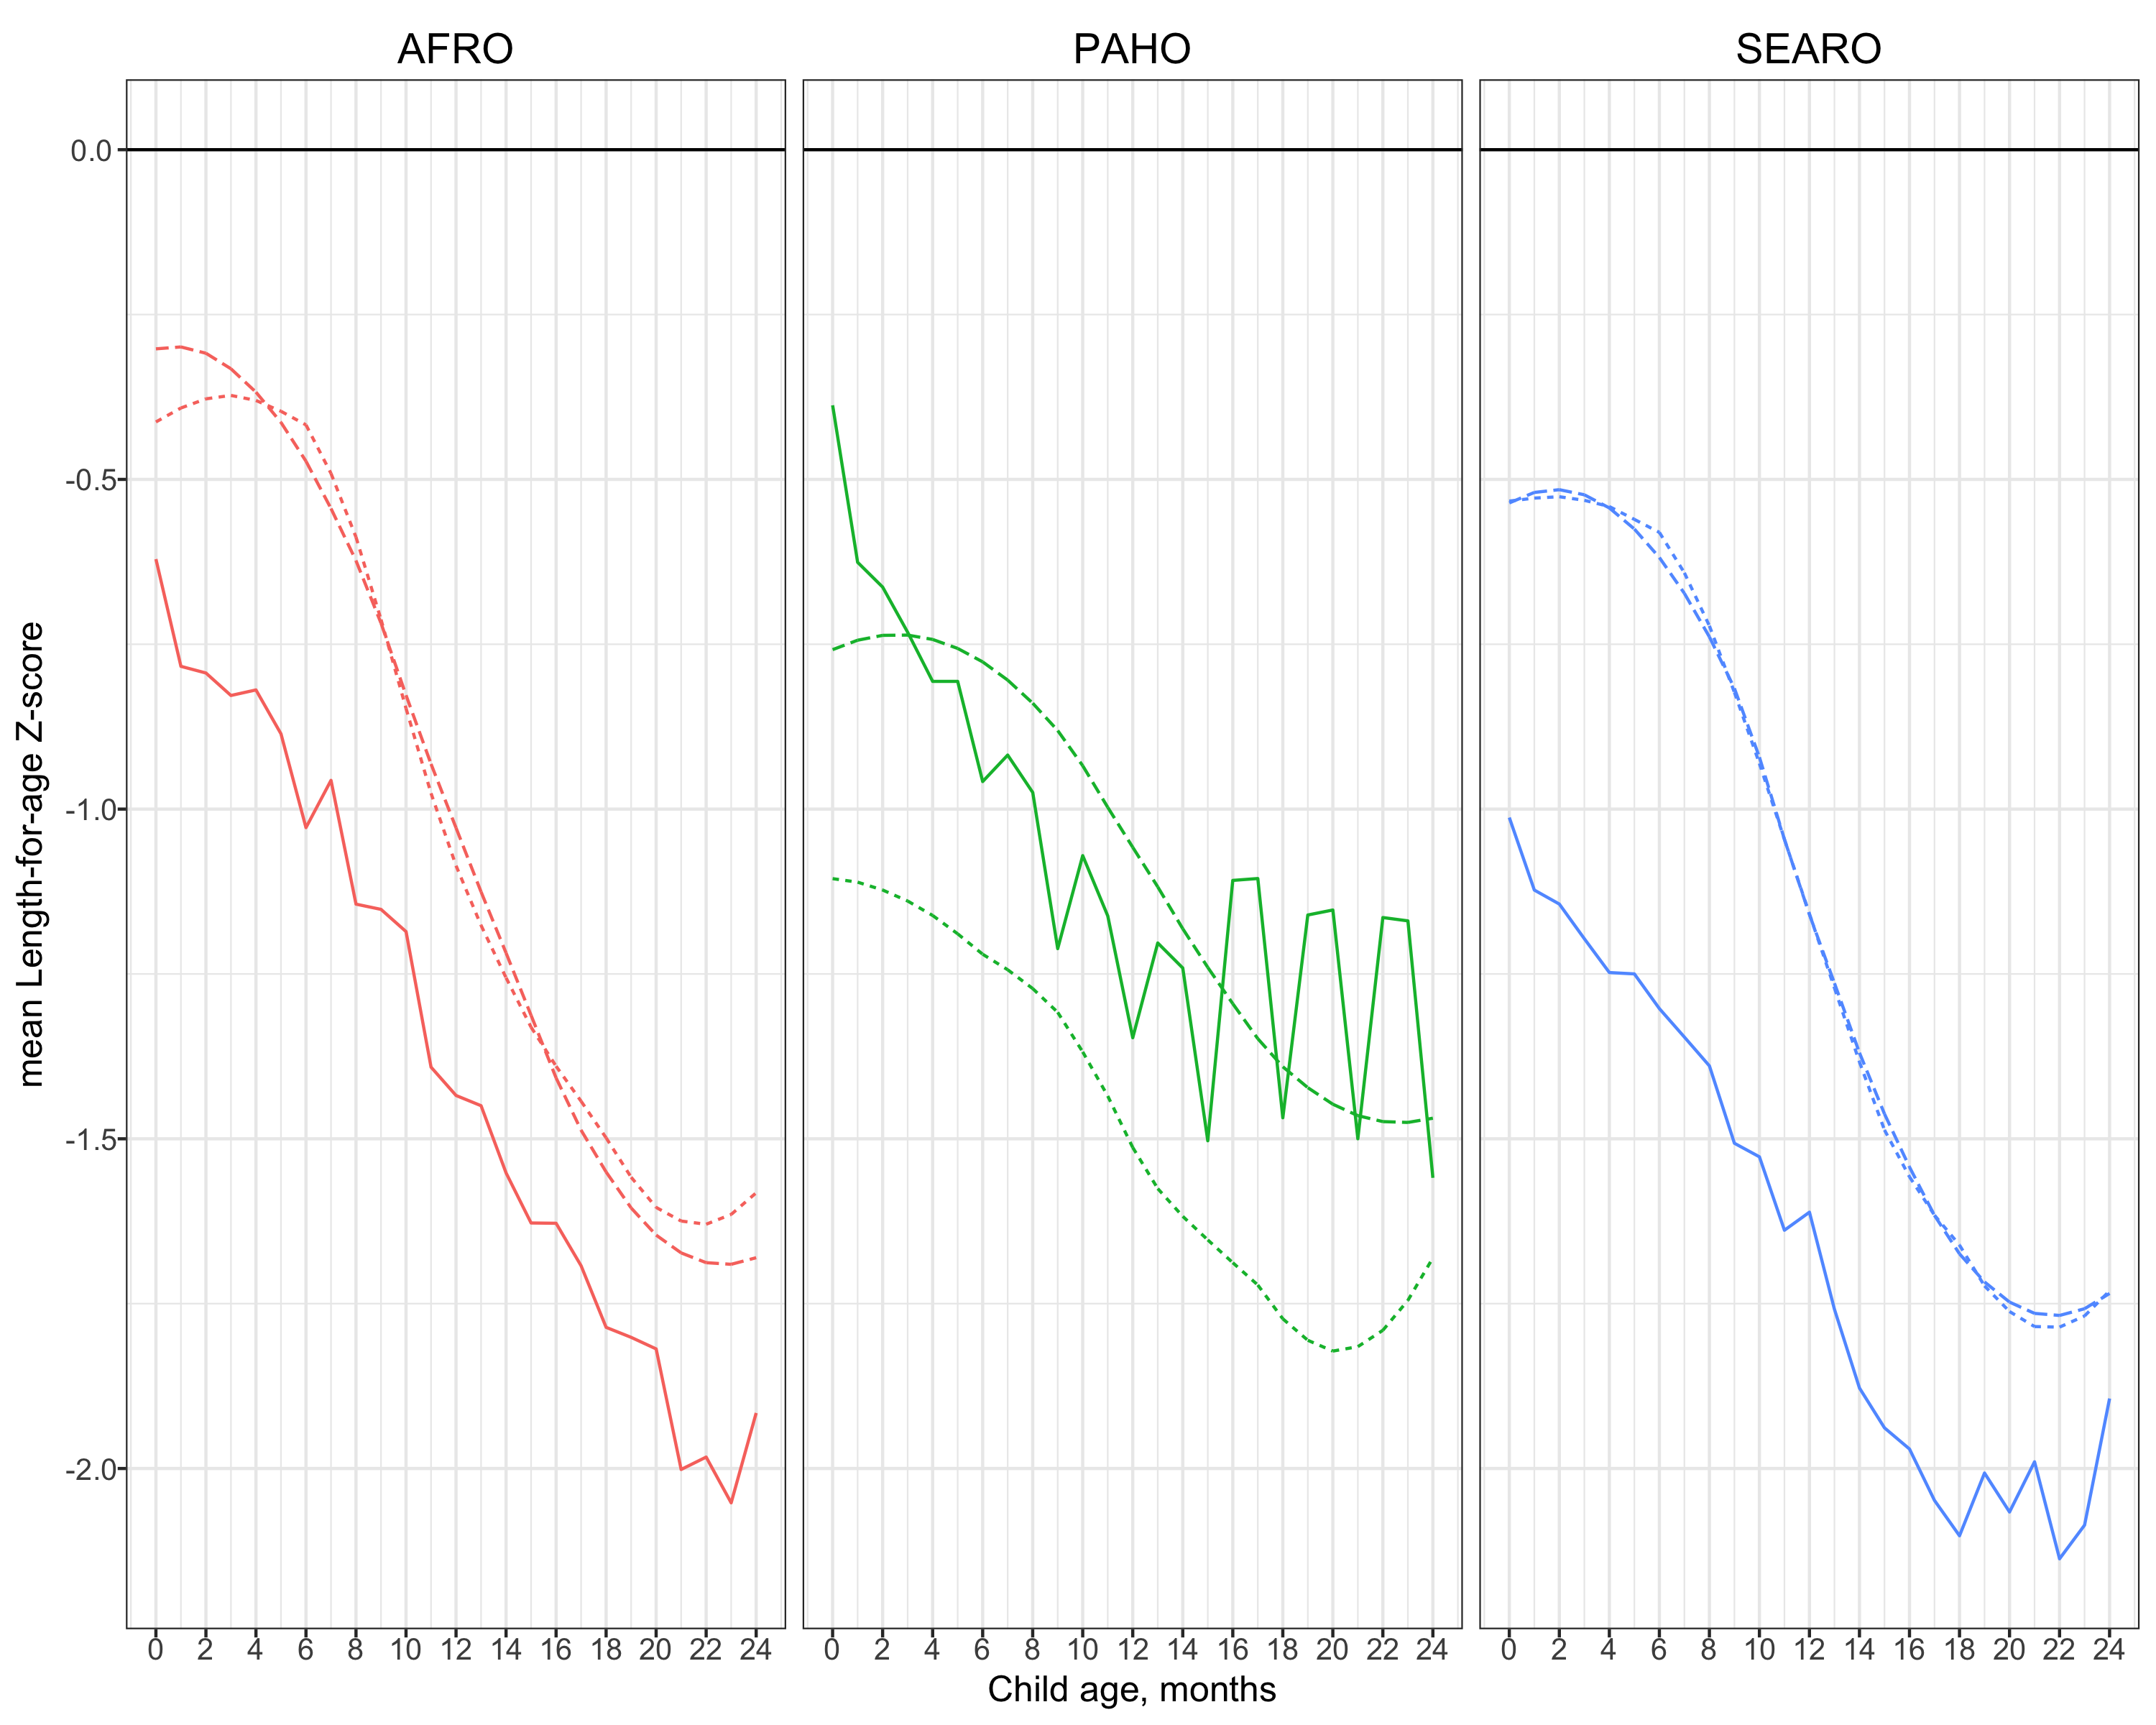 AFRO PAHO SEARO
mean Length-for-age Z-score
0.0
-0.5
-1.0
-1.5
-2.0
0 2 4 6 8 10 12 14 16 18 20 22 24 0 2 4 6 8 10 12 14 16 18 20 22 24 0 2 4 6 8 10 12 14 16 18 20 22 24
Child age, months